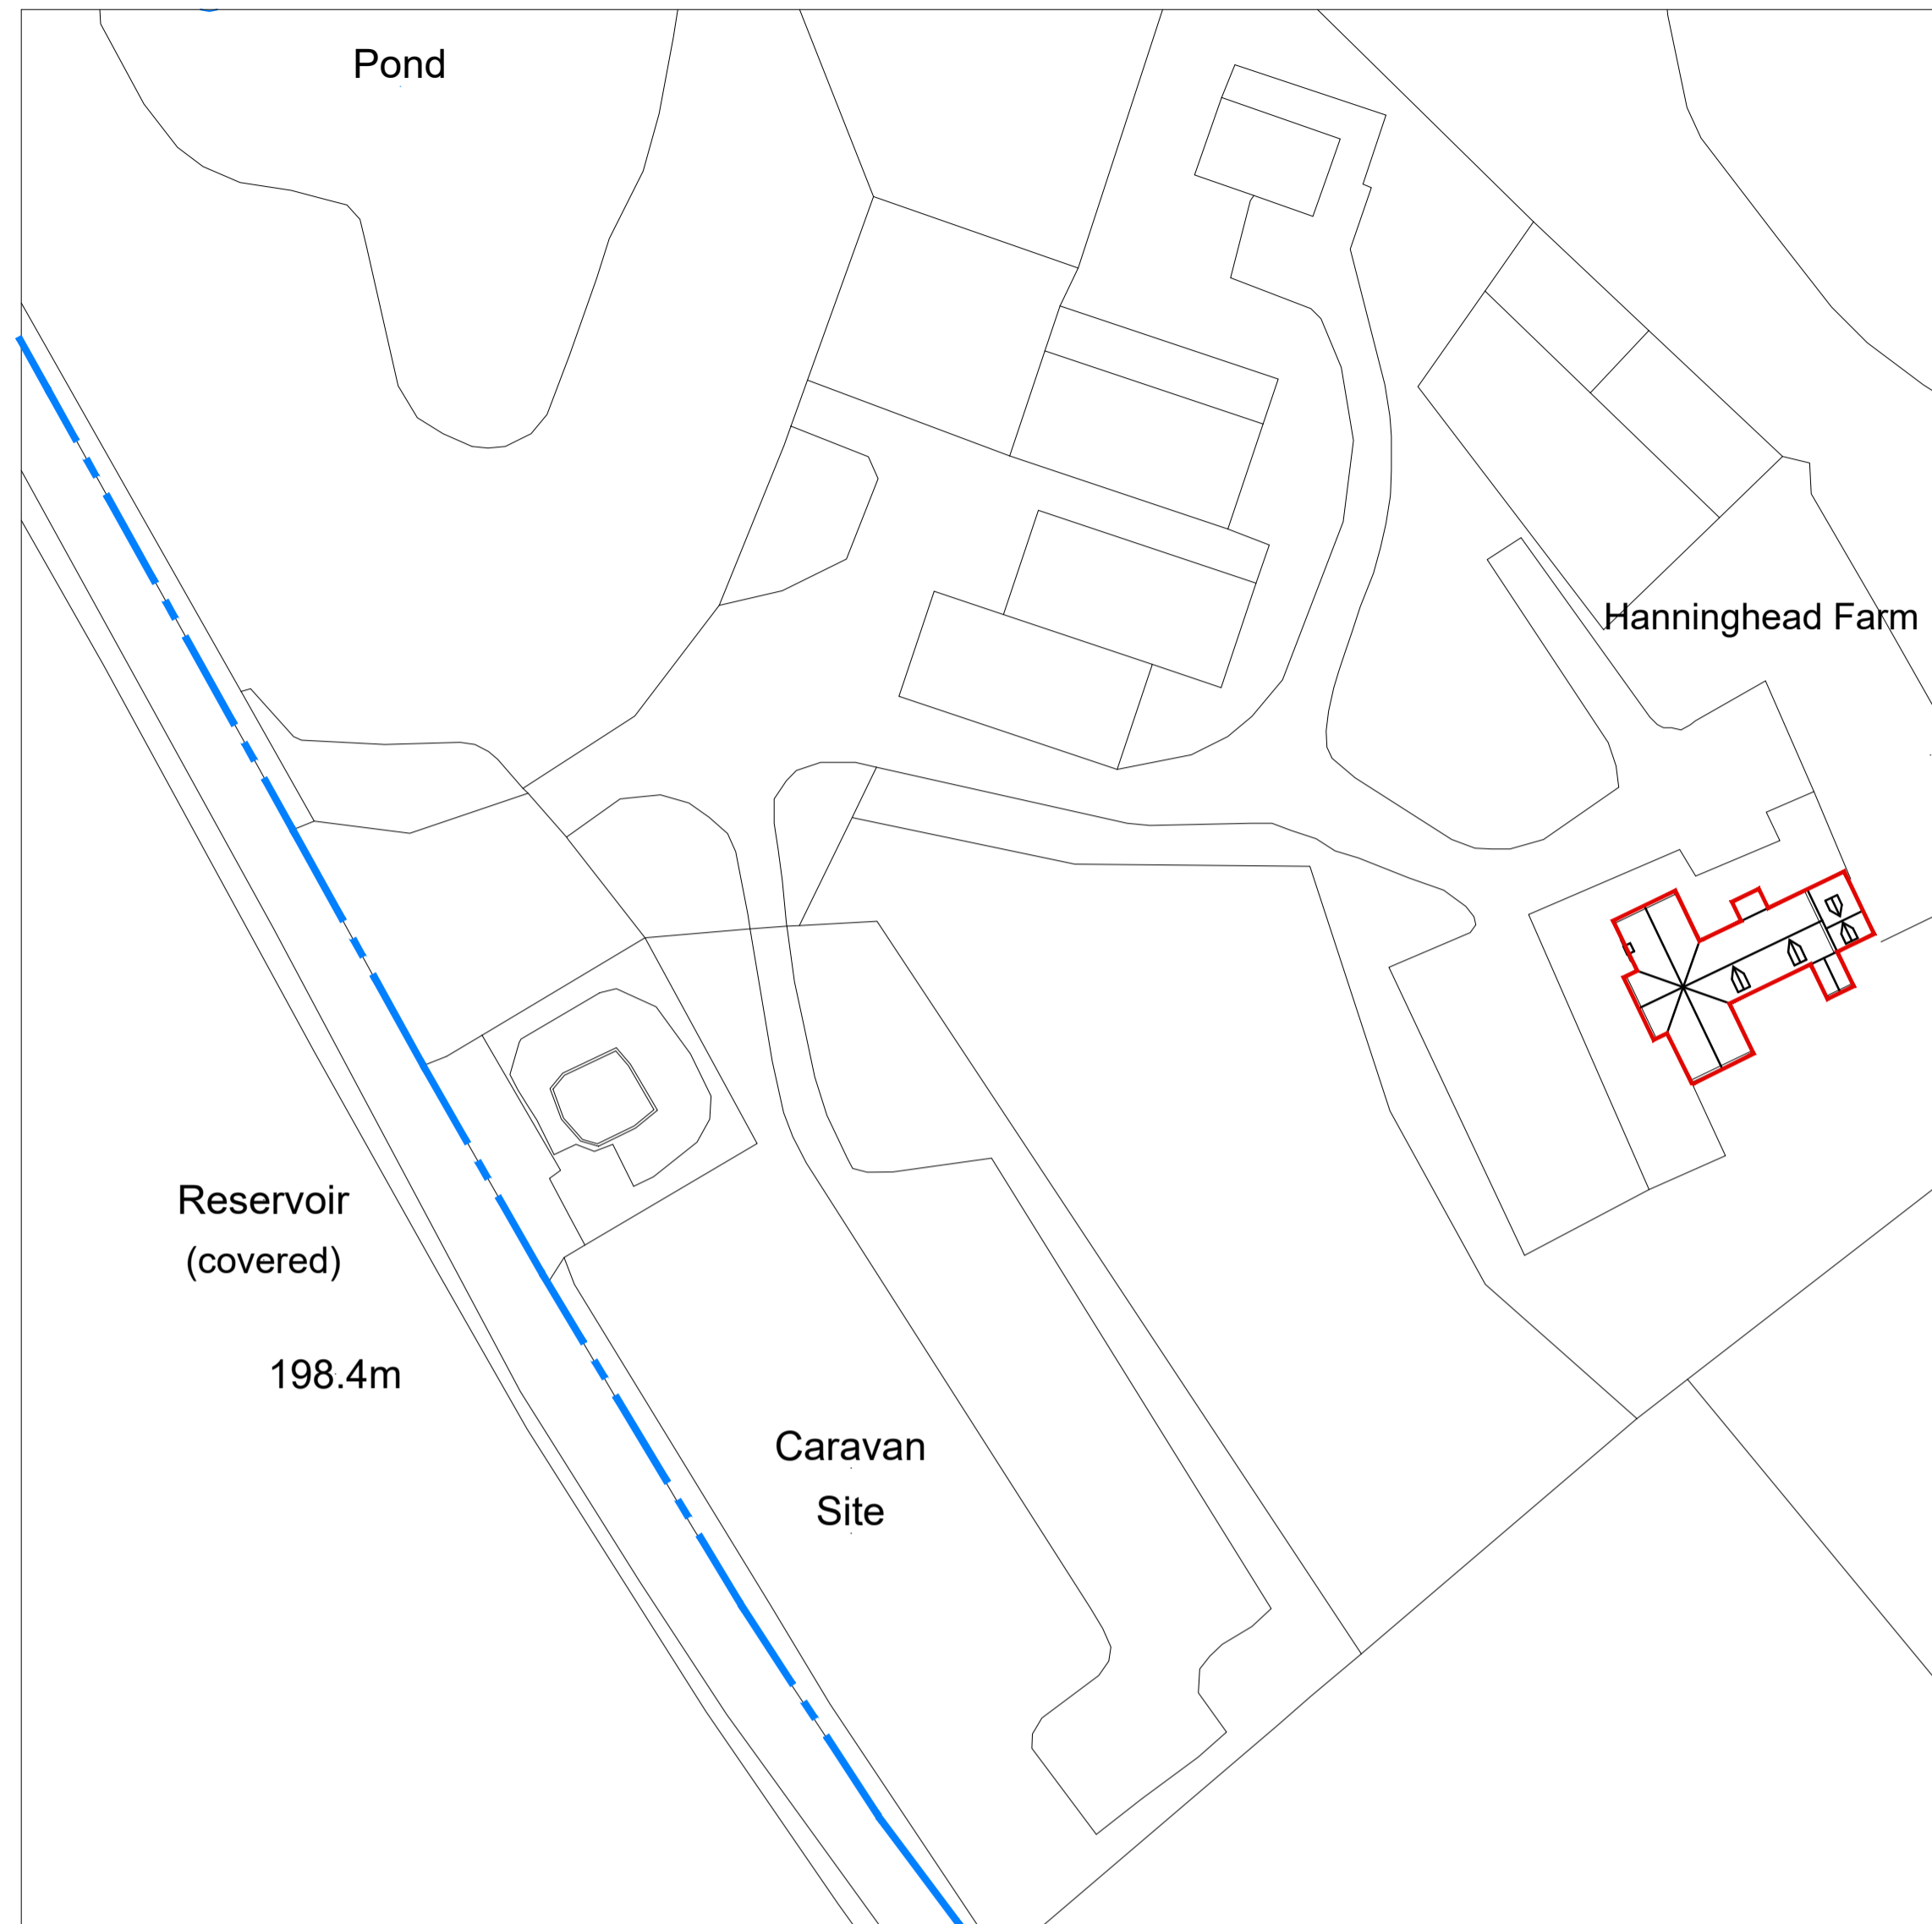 Pond
Hanninghead Farm
Reservoir
(covered)
198.4m
Caravan
Site